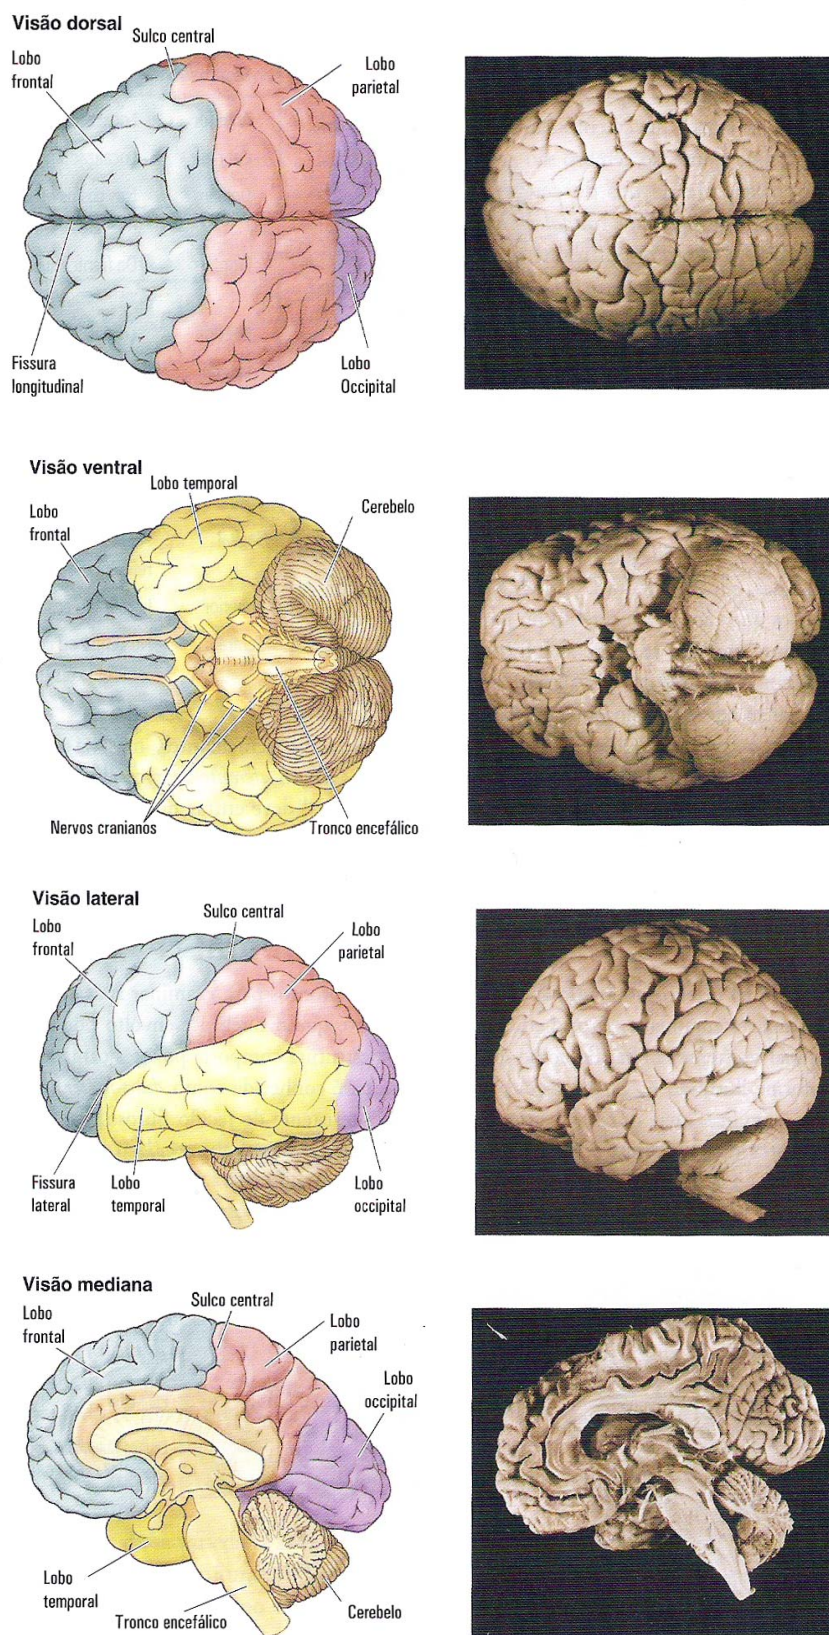 Visão dorsal
Sulco central
Lobo
frontal
Lobo
parietal
Fissura
longitudinal
Lobo
Occipital
Visão ventral
Lobo temporal
Lobo
frontal
Cerebelo
Nervos cranianos
Tronco encefálico
Visão lateral
Sulco central
Lobo
frontal
Lobo
parietal
Fissura
lateral
Lobo
temporal
Lobo
occipital
Visão mediana
Sulco central
Lobo
frontal
Lobo
parietal
Lobo
occipital
Lobo
temporal
Tronco encefálico
Cerebelo